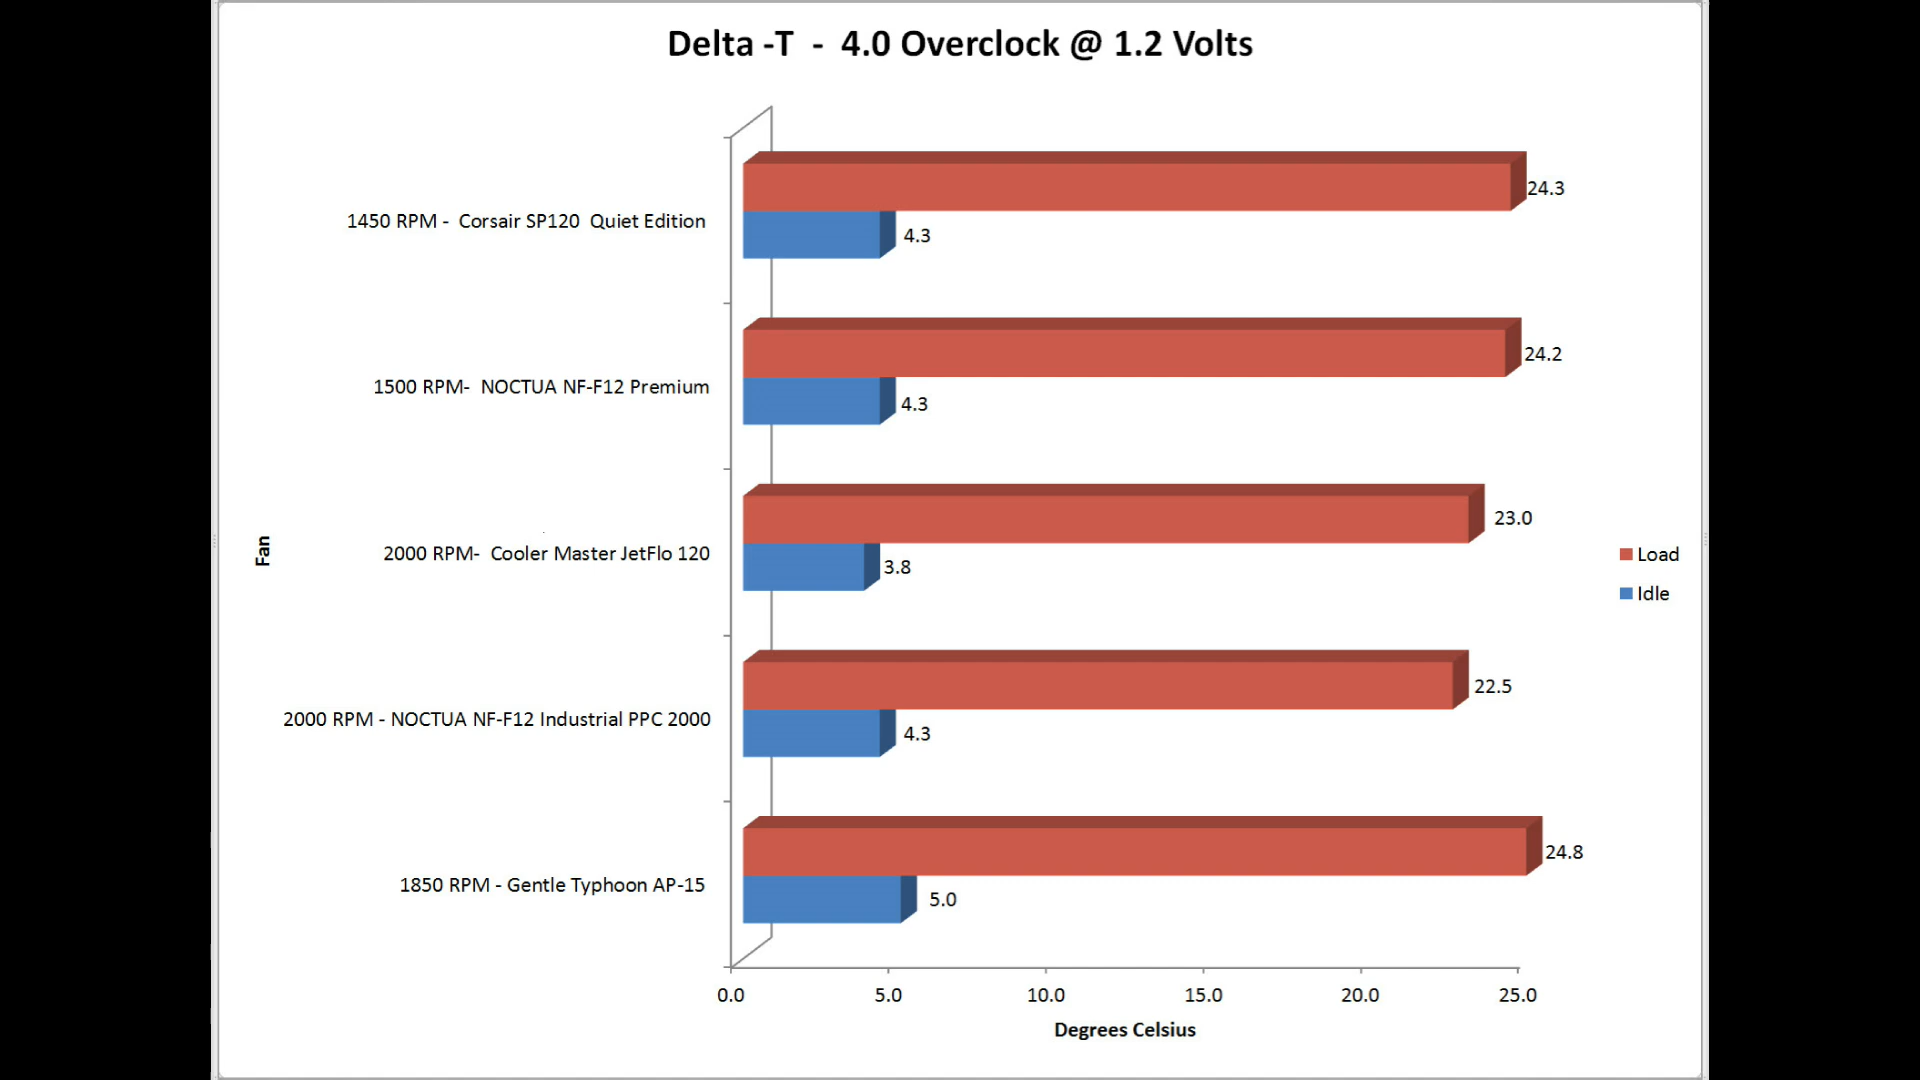 Delta -T  -  4.0 Overclock @ 1.2 Volts
24.3
1450 RPM -  Corsair SP120  Quiet Edition
4.3
24.2
1500 RPM-  NOCTUA NF-F12 Premium
4.3
23.0
2000 RPM-  Cooler Master JetFlo 120
3.8
Fan
Load
Idle
22.5
2000 RPM - NOCTUA NF-F12 Industrial PPC 2000
4.3
24.8
1850 RPM - Gentle Typhoon AP-15
5.0
0.0 5.0 10.0 15.0 20.0 25.0
Degrees Celsius